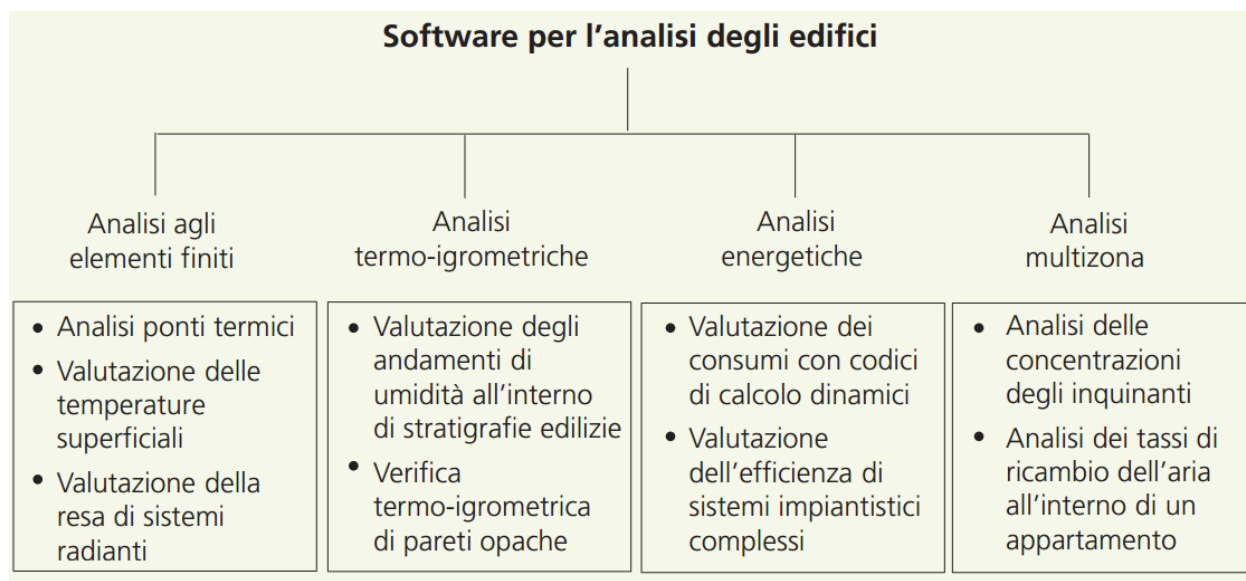 Software per l'analisi degli edifici
Analisi agli
elementi finiti
• Analisi ponti termici
• Valutazione delle
temperature
superficiali
• Valutazione della
resa di sistemi
radianti
Analisi
termo-igrometriche
• Valutazione degli
andamenti di
umidità all'interno
di stratigrafie edilizie
• Verifica
termo-igrometrica
di pareti opache
Analisi
energetiche
• Valutazione dei
consumi con codici
di calcolo dinamici
• Valutazione
dell'efficienza di
sistemi impiantistici
complessi
Analisi
multizona
• Analisi delle
concentrazioni
degli inquinanti
• Analisi dei tassi di
ricambio dell'aria
all'interno di un
appartamento